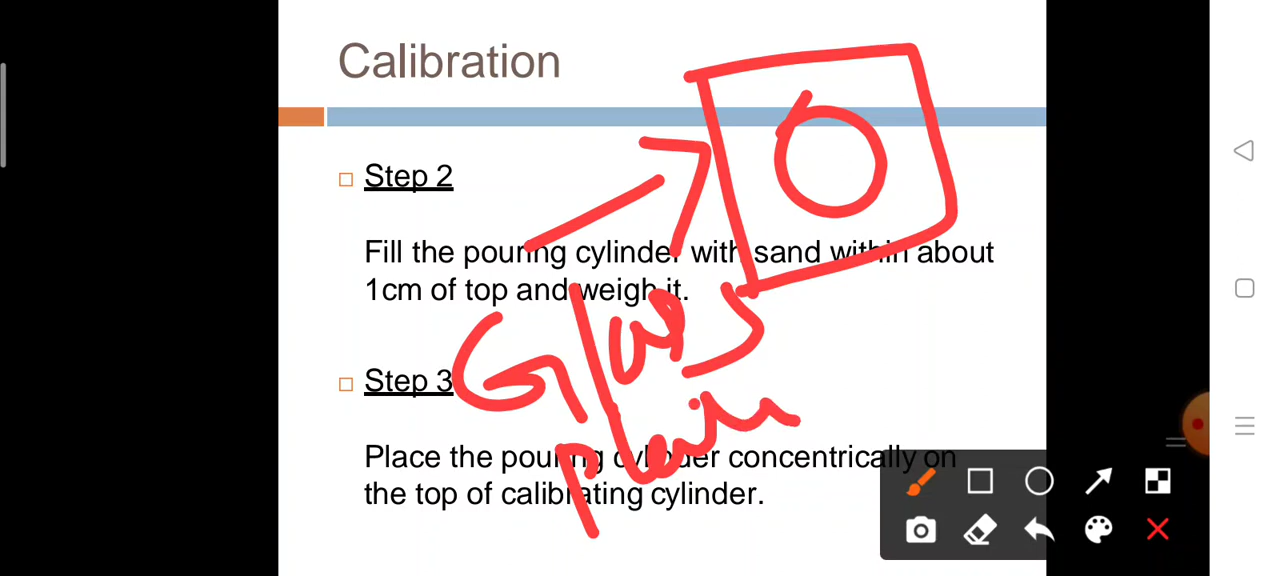 Calibration
Step 2
Fill the pouring cylinder with sand within about
1cm of top and weigh it.
Glass
plain
Step 3
Place the pouring cylinder concentrically on
the top of calibrating cylinder.